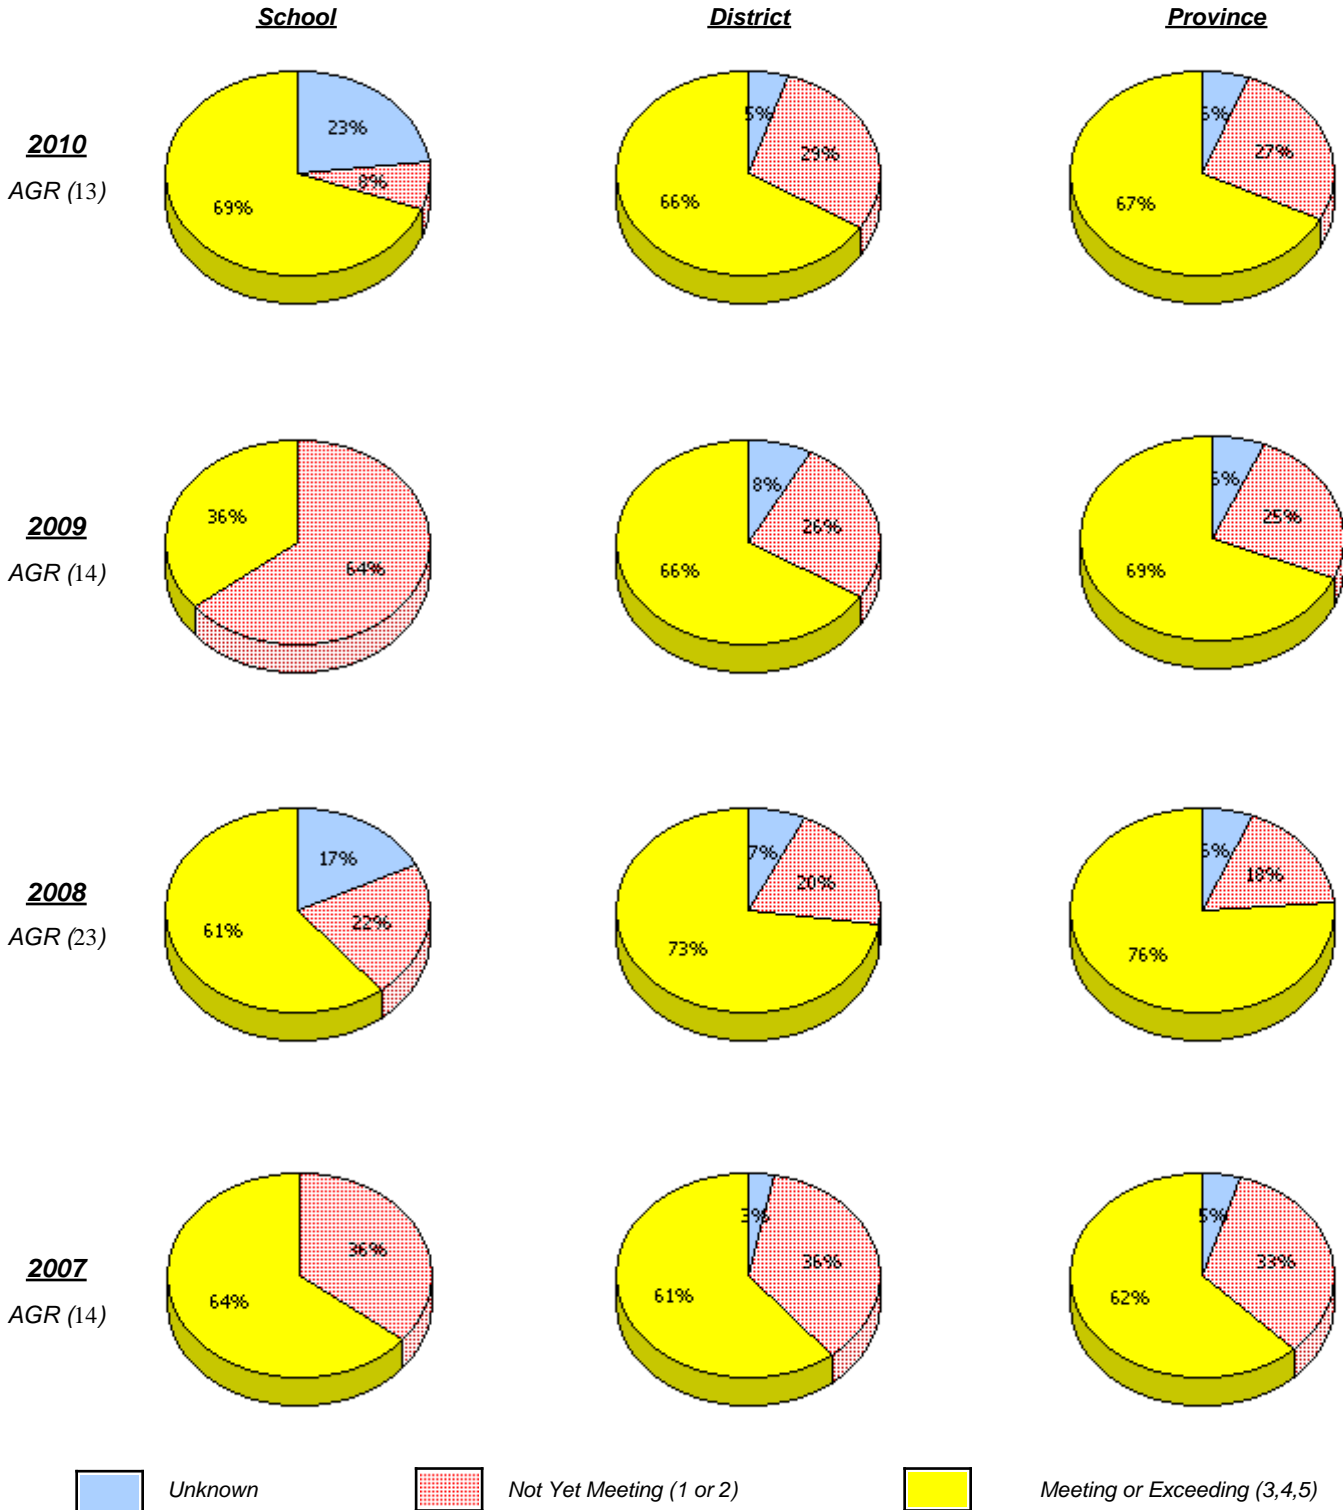 School District Province
23% 5% 6%
2010 8% 29% 27%
AGR (13) 69% 66% 67%
2009 36% 8% 26% 6% 25%
AGR (14) 64% 66% 69%
17% 7% 6%
2008 22% 20% 18%
AGR (23) 61% 73% 76%
36% 3% 36% 5% 33%
2007
AGR (14) 64% 61% 62%
Unknown Not Yet Meeting (1 or 2) Meeting or Exceeding (3,4,5)